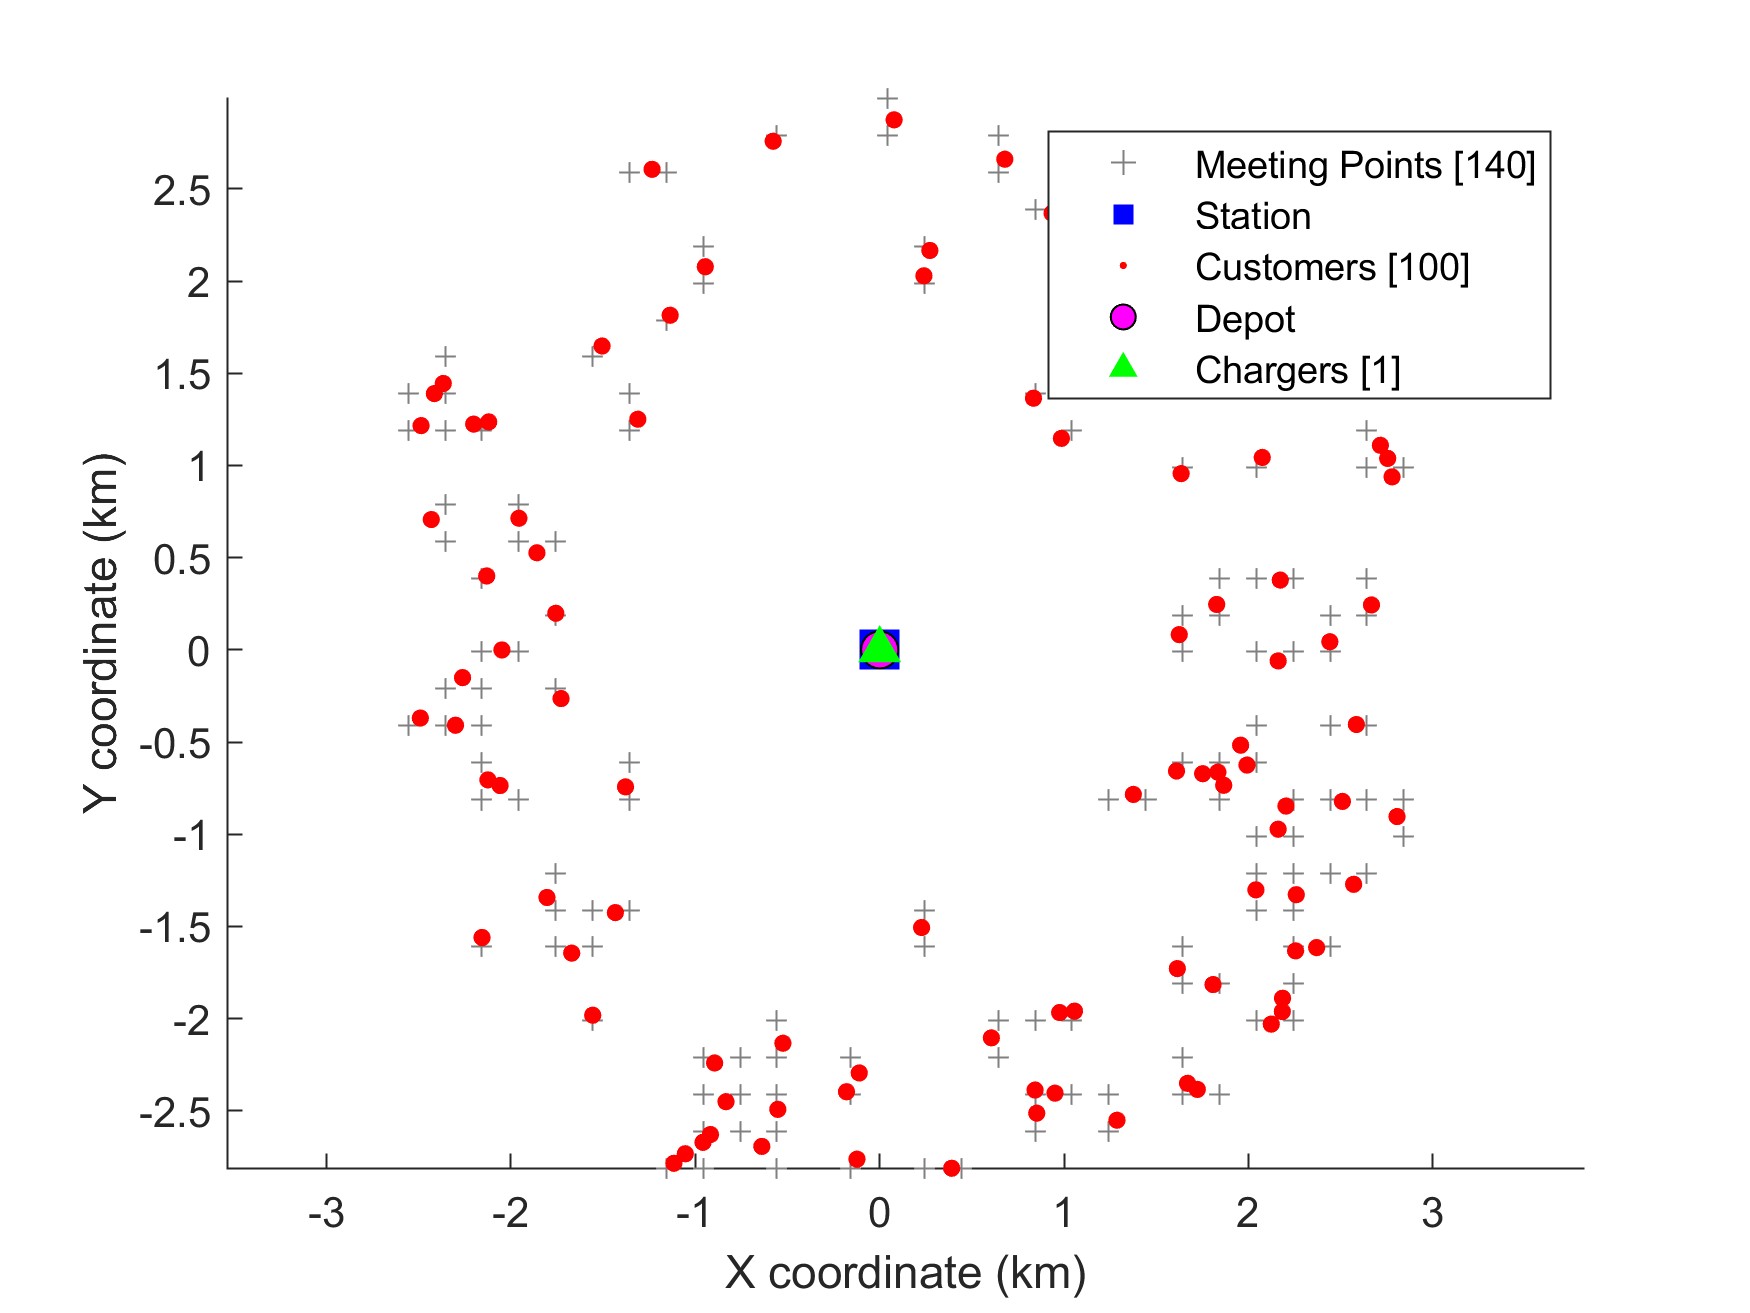 Meeting Points [140]
Station
Customers [100]
Depot
Chargers [1]
2.5
2
1.5
1
0.5
0
-0.5
-1
-1.5
-2
-2.5
Y coordinate (km)
-3 -2 -1 0 1 2 3
X coordinate (km)